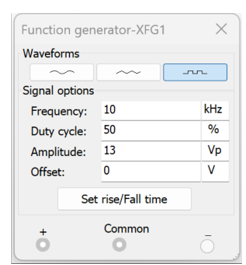 Function generator-XFG1
Waveforms
Signal options
Frequency: 10 kHz
Duty cycle: 50 %
Amplitude: 13 Vp
Offset: 0 V
Set rise/Fall time
+ Common −